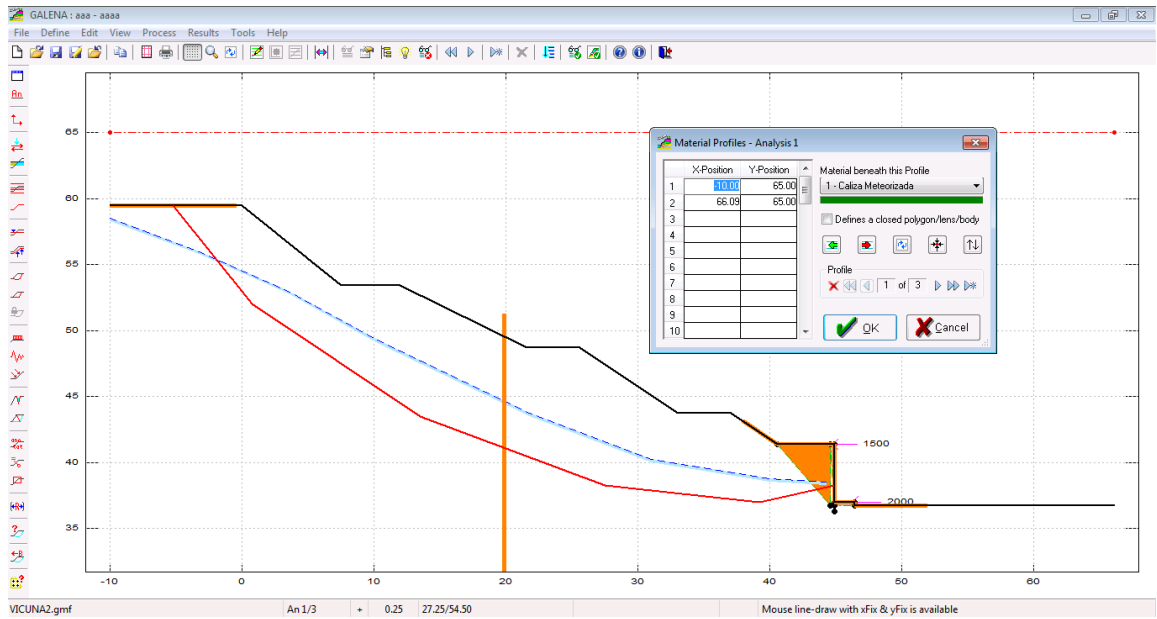 GALENA : aaa - aaaa
File Define Edit View Process Results Tools Help
An
65
60
55
50
45
40
35
-10 0 10 20 30 40 50 60
1500
2000
Material Profiles - Analysis 1
X-Position Y-Position
1 -10.00 65.00
2 66.09 65.00
3
4
5
6
7
8
9
10
Material beneath this Profile
1 - Caliza Meteorizada
Defines a closed polygon/lens/body
Profile
1 of 3
OK Cancel
VICUNA2.gmf An 1/3 + 0.25 27.25/54.50 Mouse line-draw with xFix & yFix is available